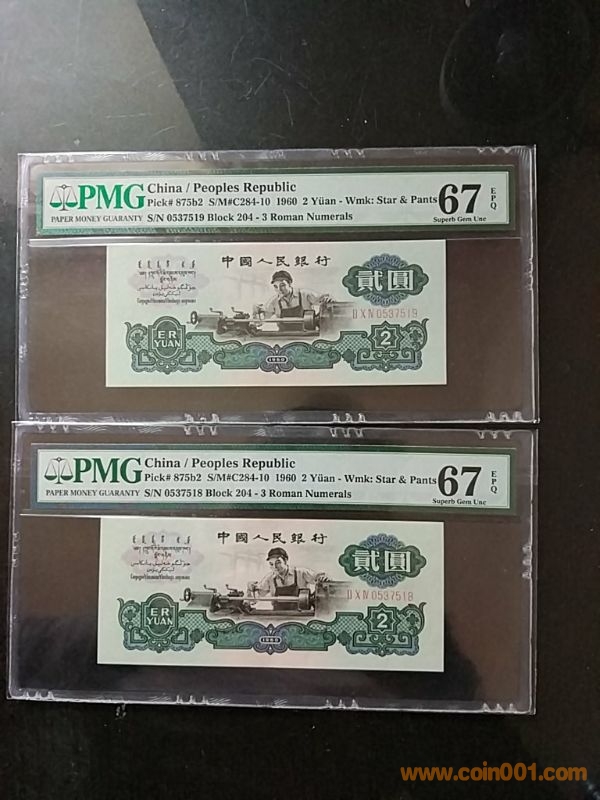 PMG
PAPER MONEY GUARANTY
China / Peoples Republic
Pick# 875b2 S/M#C284-10 1960 2 Yüan - Wmk: Star & Pants
S/N 0537519 Block 204 - 3 Roman Numerals
67 EPQ
Superb Gem Unc
中國人民銀行
貳圓
II X IV 0537519
ER
YUAN
1960
2
PMG
PAPER MONEY GUARANTY
China / Peoples Republic
Pick# 875b2 S/M#C284-10 1960 2 Yüan - Wmk: Star & Pants
S/N 0537518 Block 204 - 3 Roman Numerals
67 EPQ
Superb Gem Unc
中國人民銀行
貳圓
II X IV 0537518
ER
YUAN
1960
2
www.coin001.com